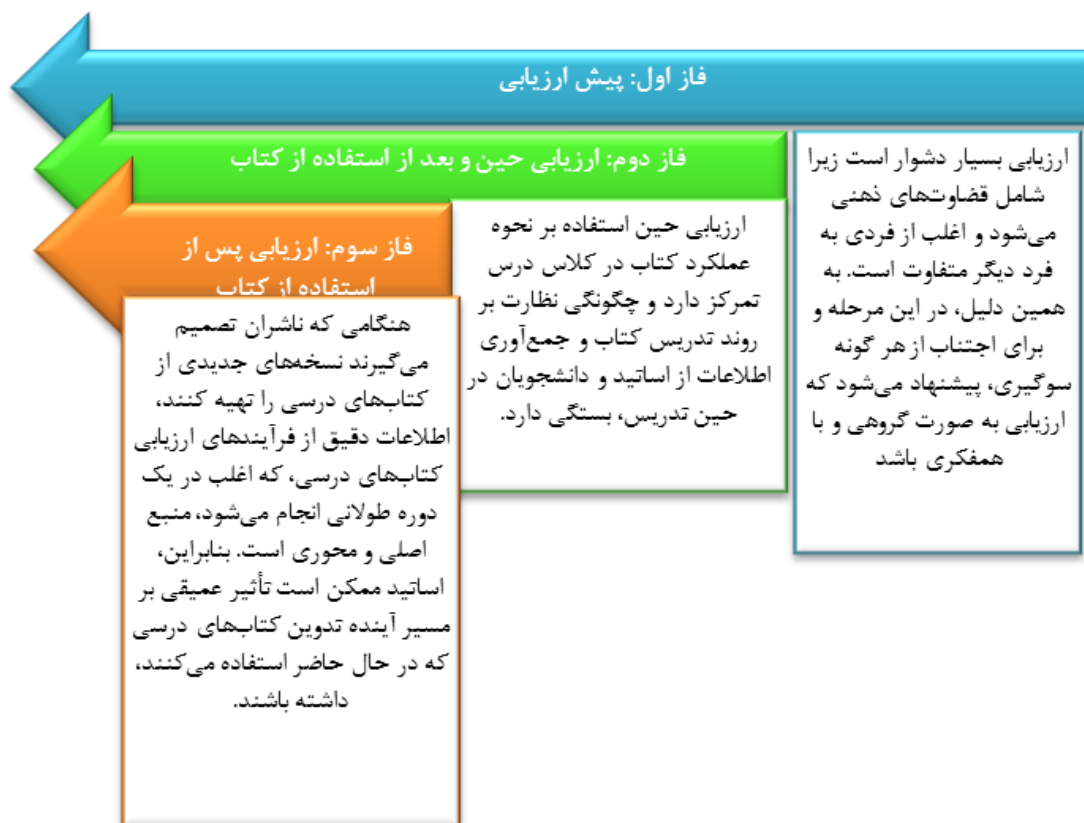 فاز اول: پیش ارزیابی
ارزیابی بسیار دشوار است زیرا
شامل قضاوت‌های ذهنی
می‌شود و اغلب از فردی به
فرد دیگر متفاوت است. به
همین دلیل، در این مرحله و
برای اجتناب از هر گونه
سوگیری، پیشنهاد می‌شود که
ارزیابی به صورت گروهی و با
همفکری باشد
فاز دوم: ارزیابی حین و بعد از استفاده از کتاب
ارزیابی حین استفاده بر نحوه
عملکرد کتاب در کلاس درس
تمرکز دارد و چگونگی نظارت بر
روند تدریس کتاب و جمع‌آوری
اطلاعات از اساتید و دانشجویان در
حین تدریس، بستگی دارد.
فاز سوم: ارزیابی پس از
استفاده از کتاب
هنگامی که ناشران تصمیم
می‌گیرند نسخه‌های جدیدی از
کتاب‌های درسی را تهیه کنند،
اطلاعات دقیق از فرآیندهای ارزیابی
کتاب‌های درسی، که اغلب در یک
دوره طولانی انجام می‌شود، منبع
اصلی و محوری است. بنابراین،
اساتید ممکن است تأثیر عمیقی بر
مسیر آینده تدوین کتاب‌های درسی
که در حال حاضر استفاده می‌کنند،
داشته باشند.